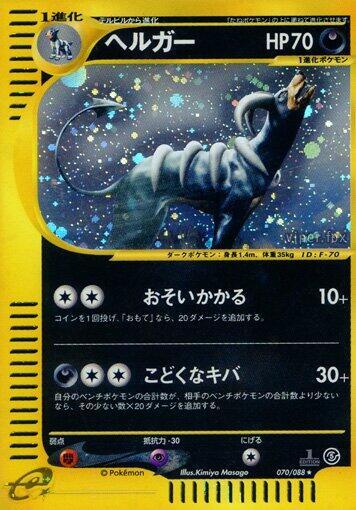 1進化
デルビルから進化
「たねポケモン」の上に重ねて進化させます。
ヘルガー
HP70
1進化ポケモン
Viper.fpx
ダークポケモン：身長1.4m、体重35kg ID:F-70
おそいかかる 10+
コインを1回投げ、「おもて」なら、20ダメージを追加する。
こどくなキバ 30+
自分のベンチポケモンの合計数が、相手のベンチポケモンの合計数より少ない
なら、その少ない数×20ダメージを追加する。
弱点 抵抗力-30 にげる
1 EDITION
e
©Pokémon Illus.Kimiya Masago 070/088★